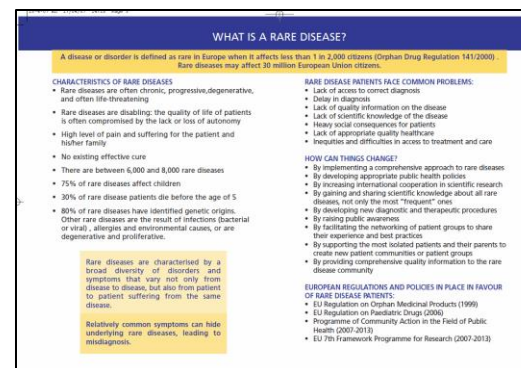 WHAT IS A RARE DISEASE?
A disease or disorder is defined as rare in Europe when it affects less than 1 in 2,000 citizens (Orphan Drug Regulation 141/2000) .
Rare diseases may affect 30 million European Union citizens.
CHARACTERISTICS OF RARE DISEASES
• Rare diseases are often chronic, progressive,degenerative,
and often life-threatening
• Rare diseases are disabling: the quality of life of patients
is often compromised by the lack or loss of autonomy
• High level of pain and suffering for the patient and
his/her family
• No existing effective cure
• There are between 6,000 and 8,000 rare diseases
• 75% of rare diseases affect children
• 30% of rare disease patients die before the age of 5
• 80% of rare diseases have identified genetic origins.
Other rare diseases are the result of infections (bacterial
or viral) , allergies and environmental causes, or are
degenerative and proliferative.
Rare diseases are characterised by a
broad diversity of disorders and
symptoms that vary not only from
disease to disease, but also from patient
to patient suffering from the same
disease.
Relatively common symptoms can hide
underlying rare diseases, leading to
misdiagnosis.
RARE DISEASE PATIENTS FACE COMMON PROBLEMS:
• Lack of access to correct diagnosis
• Delay in diagnosis
• Lack of quality information on the disease
• Lack of scientific knowledge of the disease
• Heavy social consequences for patients
• Lack of appropriate quality healthcare
• Inequities and difficulties in access to treatment and care
HOW CAN THINGS CHANGE?
• By implementing a comprehensive approach to rare diseases
• By developing appropriate public health policies
• By increasing international cooperation in scientific research
• By gaining and sharing scientific knowledge about all rare
diseases, not only the most "frequent" ones
• By developing new diagnostic and therapeutic procedures
• By raising public awareness
• By facilitating the networking of patient groups to share
their experience and best practices
• By supporting the most isolated patients and their parents to
create new patient communities or patient groups
• By providing comprehensive quality information to the rare
disease community
EUROPEAN REGULATIONS AND POLICIES IN PLACE IN FAVOUR
OF RARE DISEASE PATIENTS:
• EU Regulation on Orphan Medicinal Products (1999)
• EU Regulation on Paediatric Drugs (2006)
• Programme of Community Action in the Field of Public
Health (2007-2013)
• EU 7th Framework Programme for Research (2007-2013)